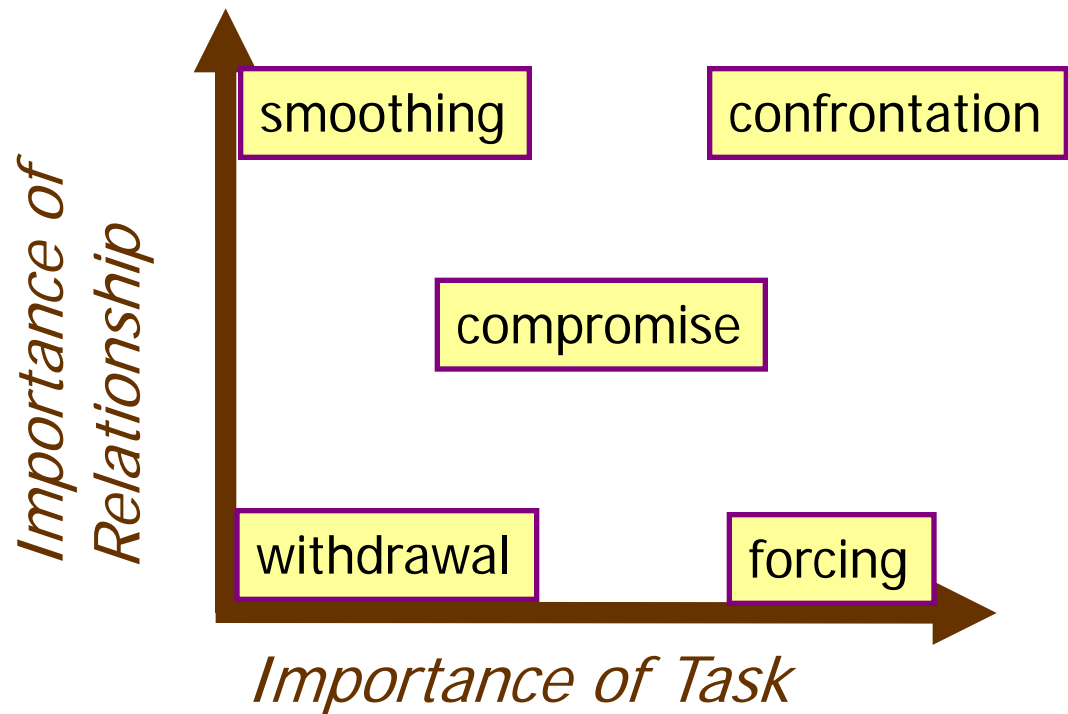 smoothing
confrontation
Importance of
Relationship
compromise
withdrawal
forcing
Importance of Task